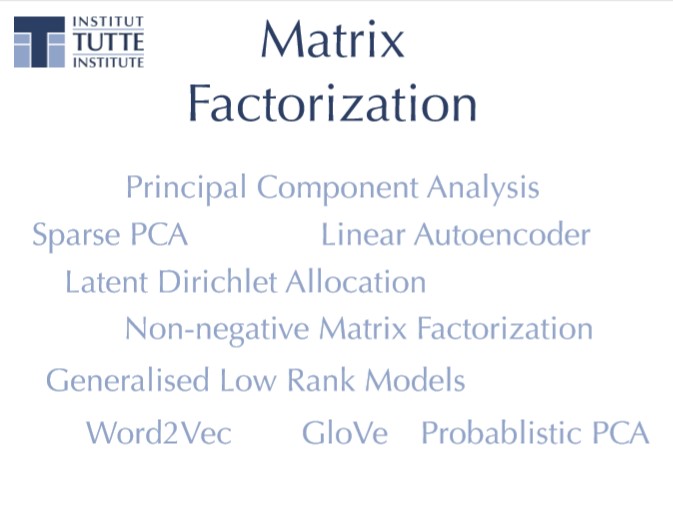 INSTITUT
TUTTE
INSTITUTE
Matrix
Factorization
Principal Component Analysis
Sparse PCA Linear Autoencoder
Latent Dirichlet Allocation
Non-negative Matrix Factorization
Generalised Low Rank Models
Word2Vec GloVe Probablistic PCA